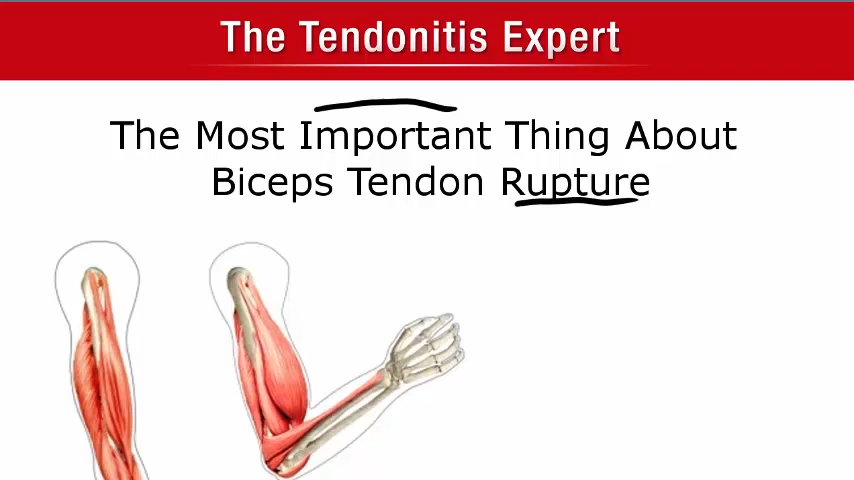 The Tendonitis Expert
The Most Important Thing About
Biceps Tendon Rupture